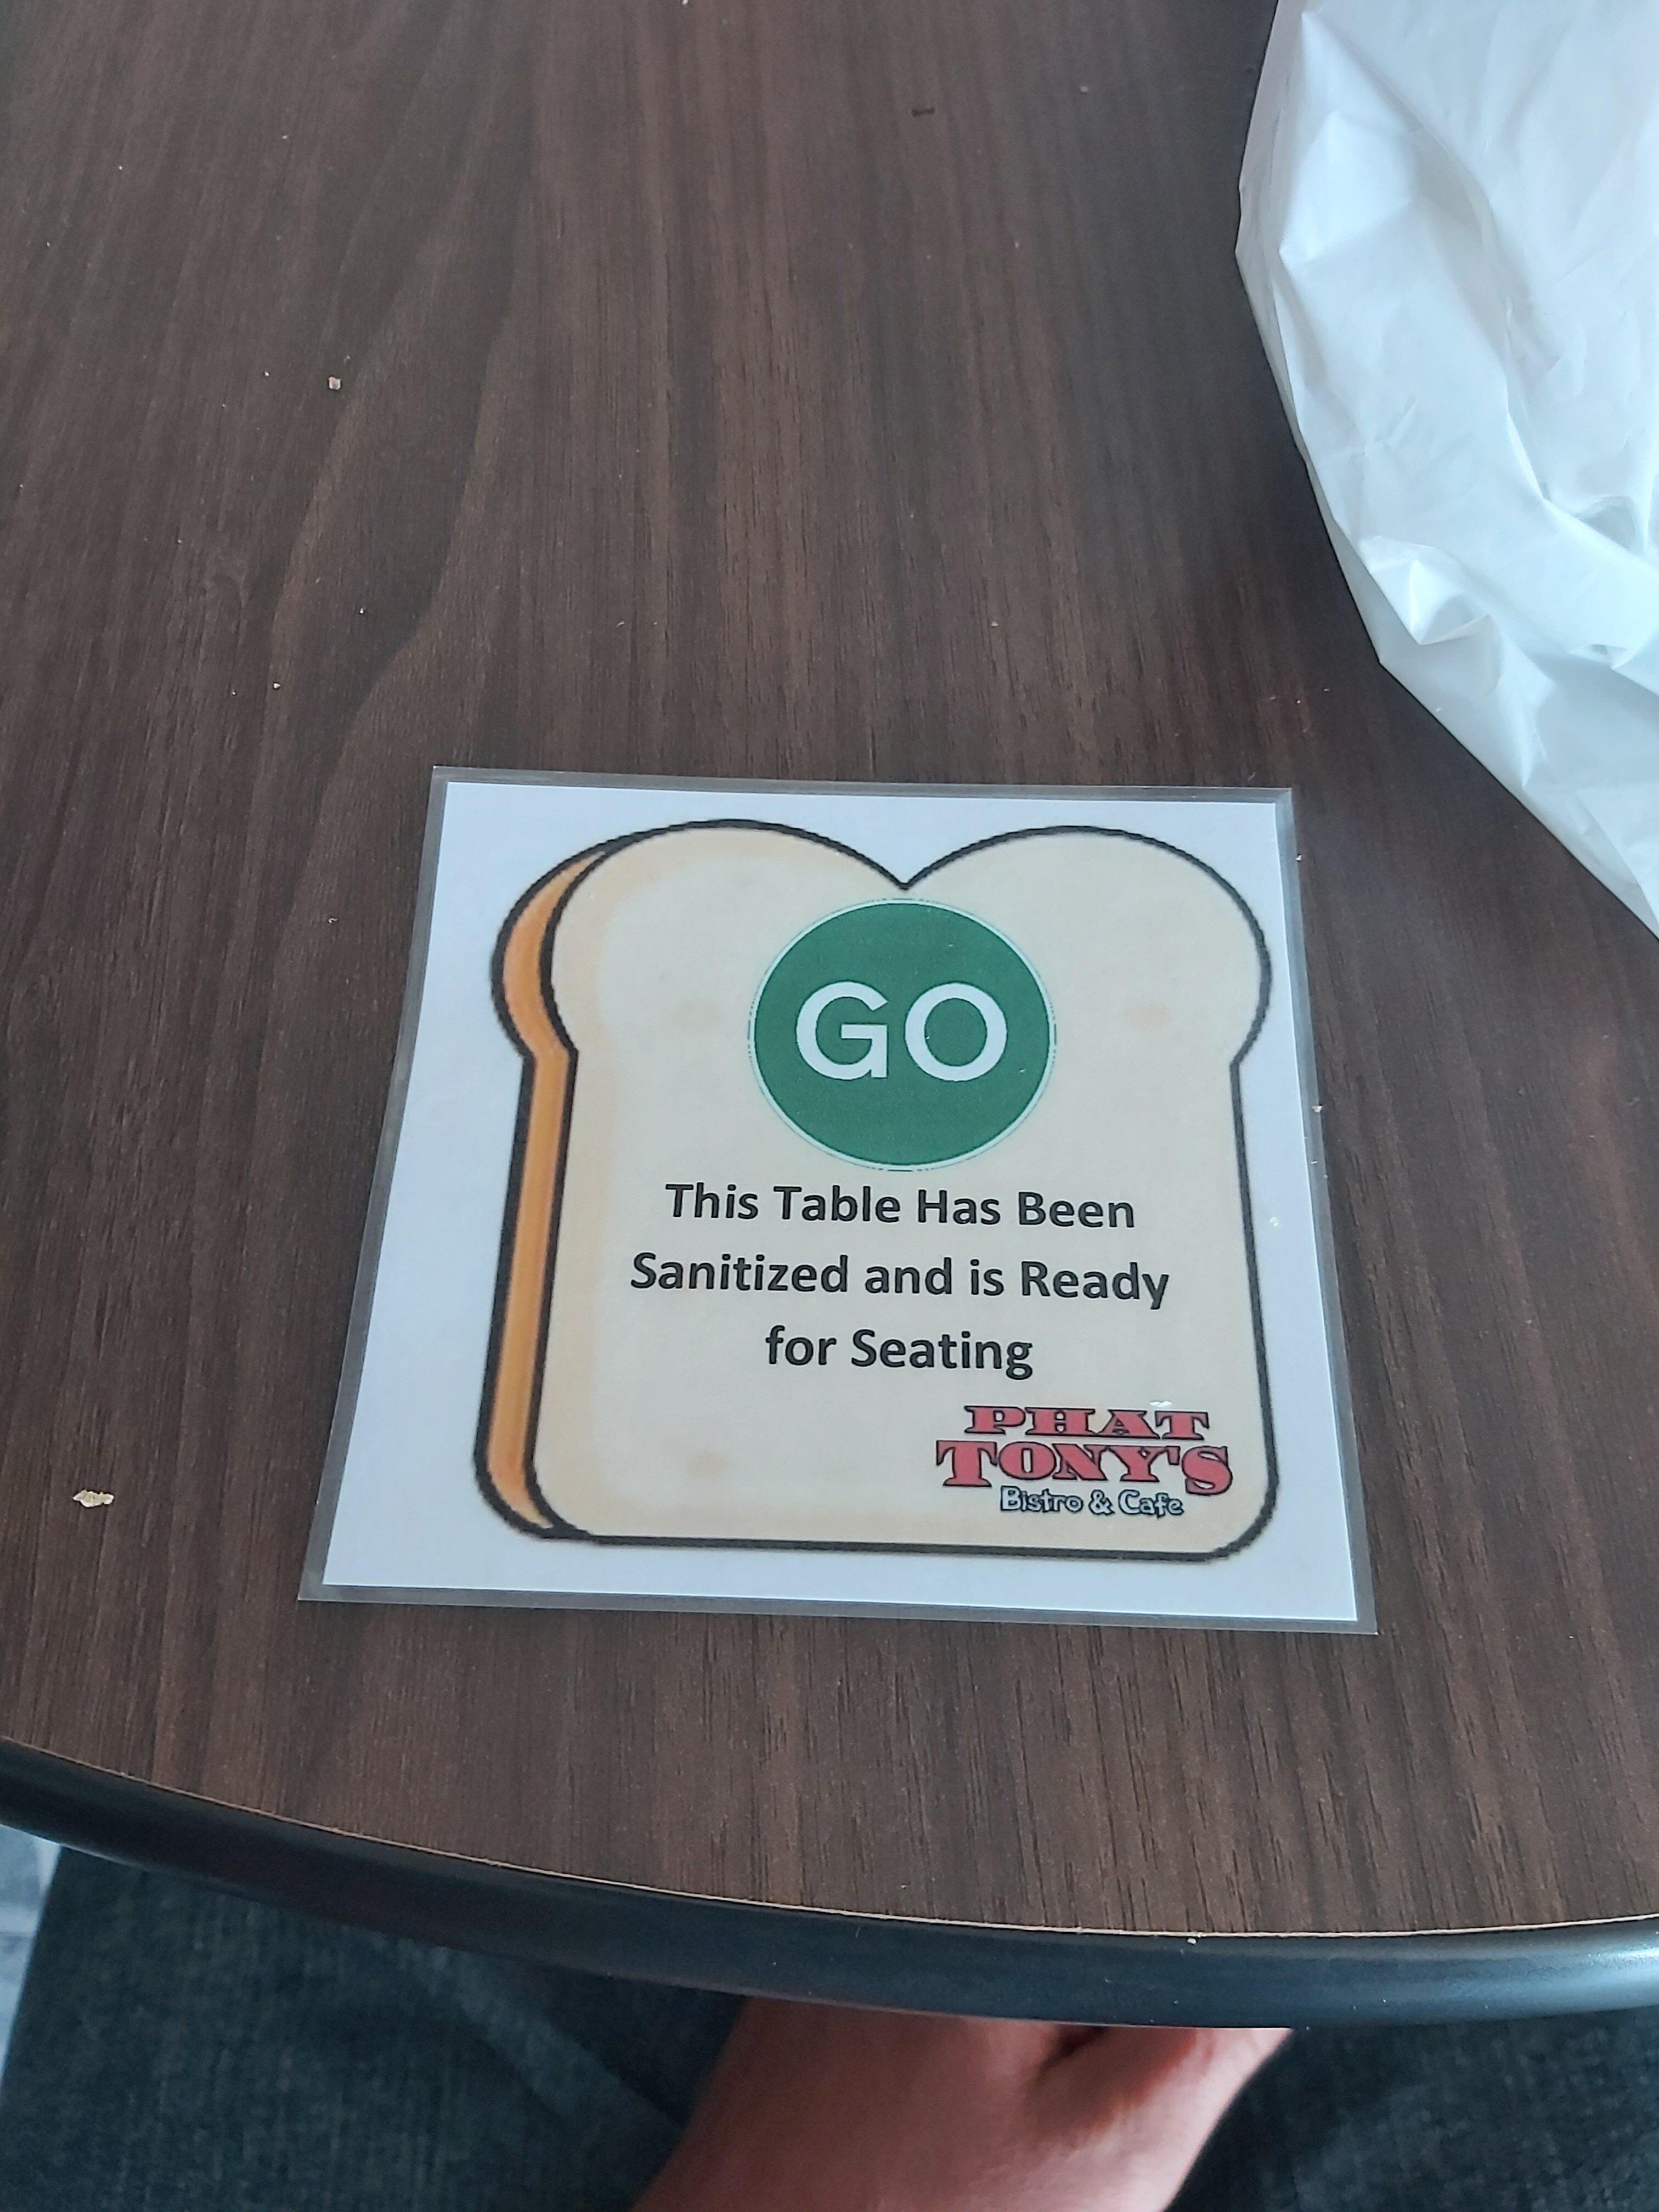 GO
This Table Has Been
Sanitized and is Ready
for Seating
PHAT
TONY'S
Bistro & Cafe